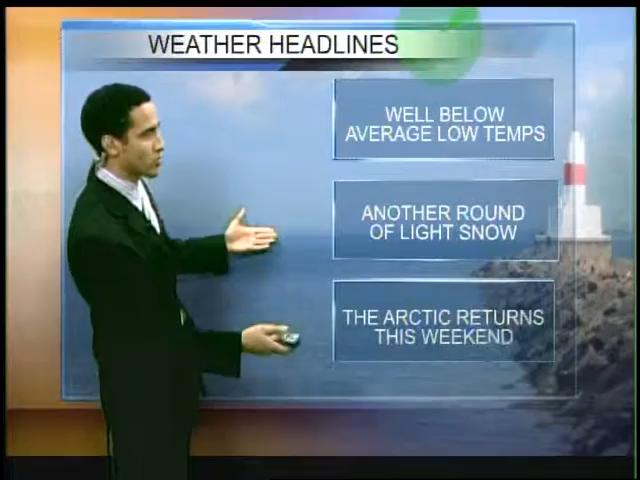 WEATHER HEADLINES
WELL BELOW
AVERAGE LOW TEMPS
ANOTHER ROUND
OF LIGHT SNOW
THE ARCTIC RETURNS
THIS WEEKEND